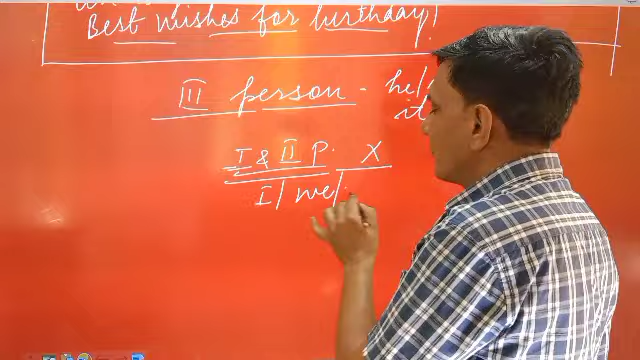 Best wishes for birthday!
III person - he/
it
I & II P. X
I/ we/